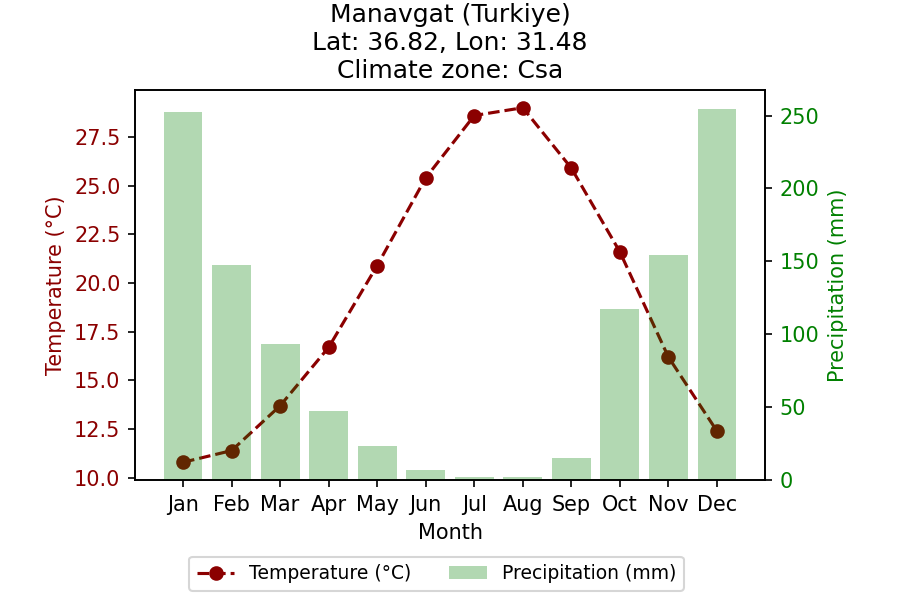 Manavgat (Turkiye)
Lat: 36.82, Lon: 31.48
Climate zone: Csa
Temperature (°C)
27.5
25.0
22.5
20.0
17.5
15.0
12.5
10.0
250
200
150
100
50
0
Precipitation (mm)
Jan Feb Mar Apr May Jun Jul Aug Sep Oct Nov Dec
Month
Temperature (°C) Precipitation (mm)